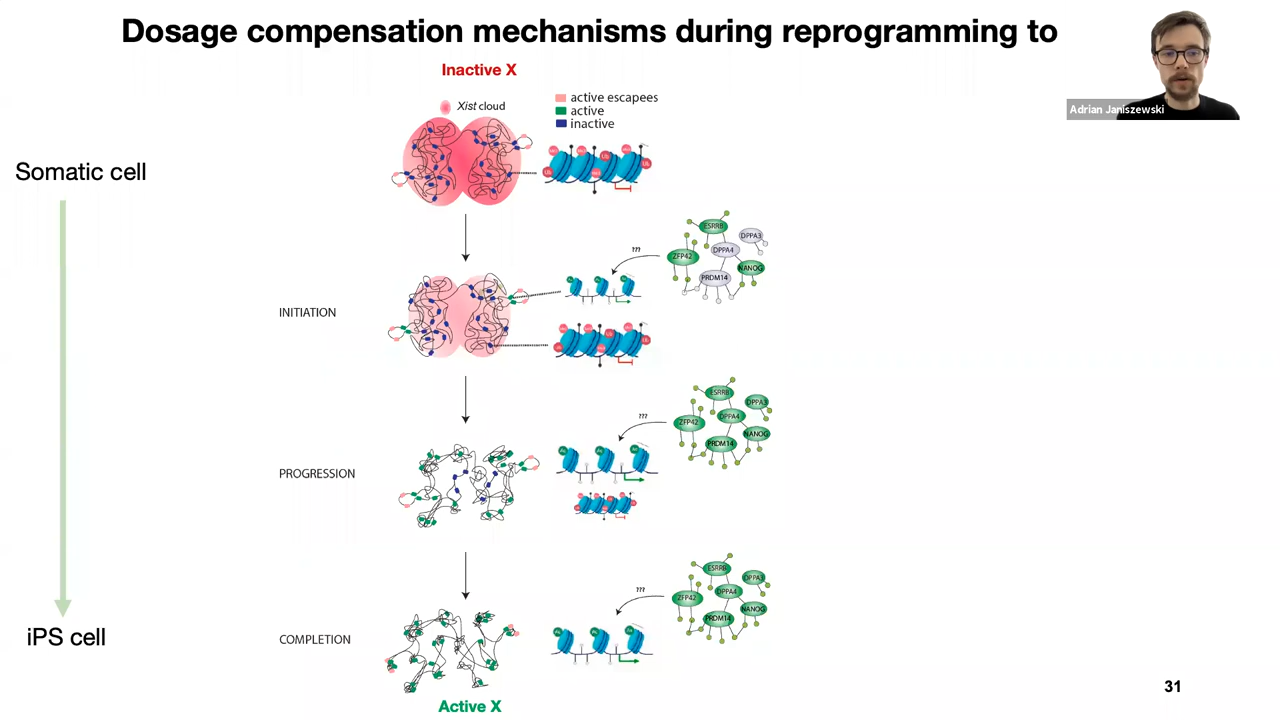 Dosage compensation mechanisms during reprogramming to
Adrian Janiszewski
Inactive X
Xist cloud
active escapees
active
inactive
Somatic cell
ESRRB
DPPA3
ZFP42
DPPA4
NANOG
PRDM14
???
INITIATION
ESRRB
DPPA3
ZFP42
DPPA4
NANOG
PRDM14
???
PROGRESSION
ESRRB
DPPA3
ZFP42
DPPA4
NANOG
PRDM14
???
iPS cell
COMPLETION
Active X
31